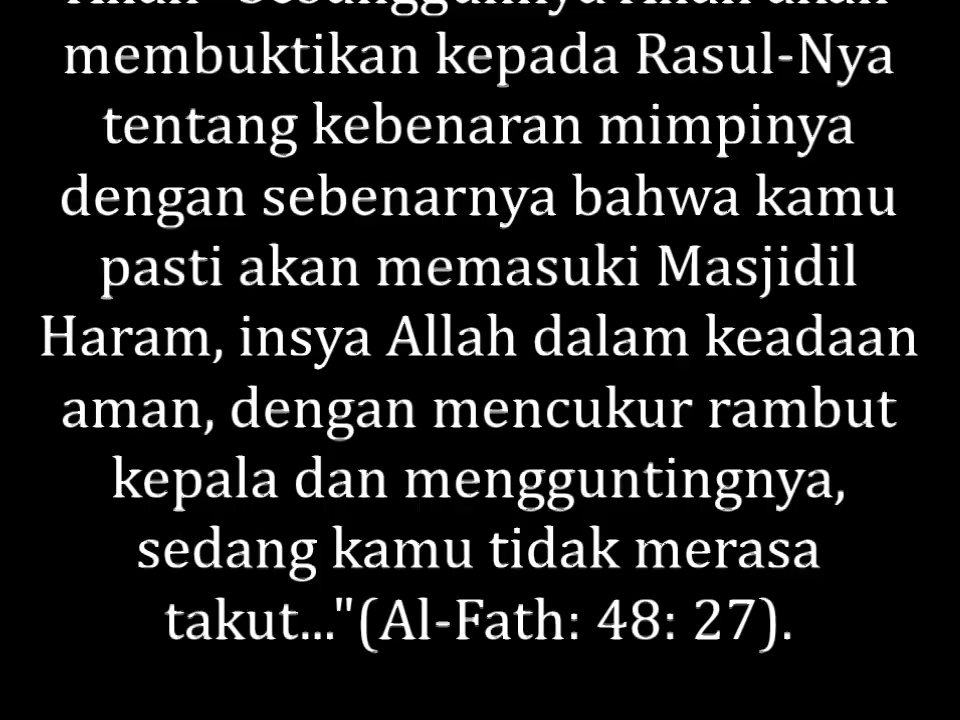 membuktikan kepada Rasul-Nya
tentang kebenaran mimpinya
dengan sebenarnya bahwa kamu
pasti akan memasuki Masjidil
Haram, insya Allah dalam keadaan
aman, dengan mencukur rambut
kepala dan mengguntingnya,
sedang kamu tidak merasa
takut..."(Al-Fath: 48: 27).